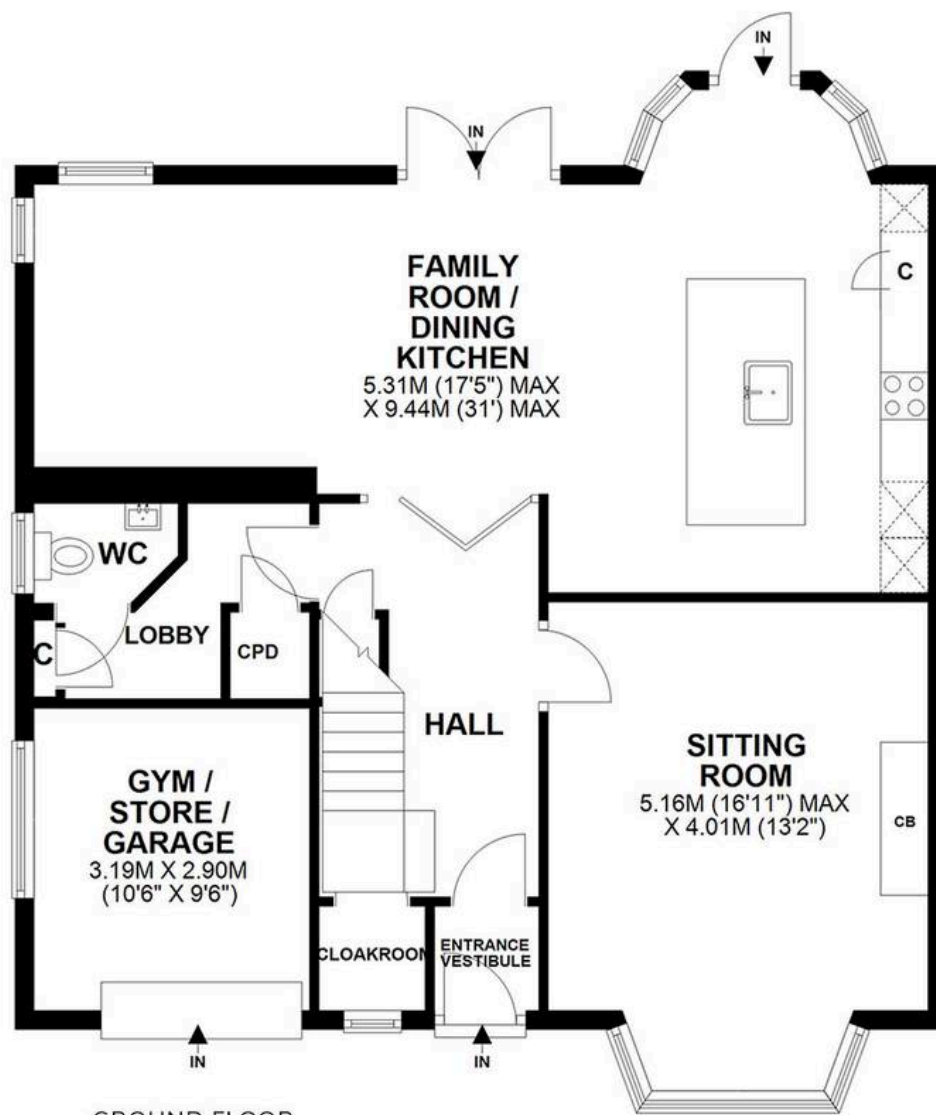 IN
IN
FAMILY
ROOM /
DINING
KITCHEN
5.31M (17'5") MAX
X 9.44M (31') MAX
C
WC
LOBBY
C
CPD
HALL
GYM /
STORE /
GARAGE
3.19M X 2.90M
(10'6" X 9'6")
SITTING
ROOM
5.16M (16'11") MAX
X 4.01M (13'2")
CB
CLOAKROOM
ENTRANCE
VESTIBULE
IN
IN
GROUND FLOOR